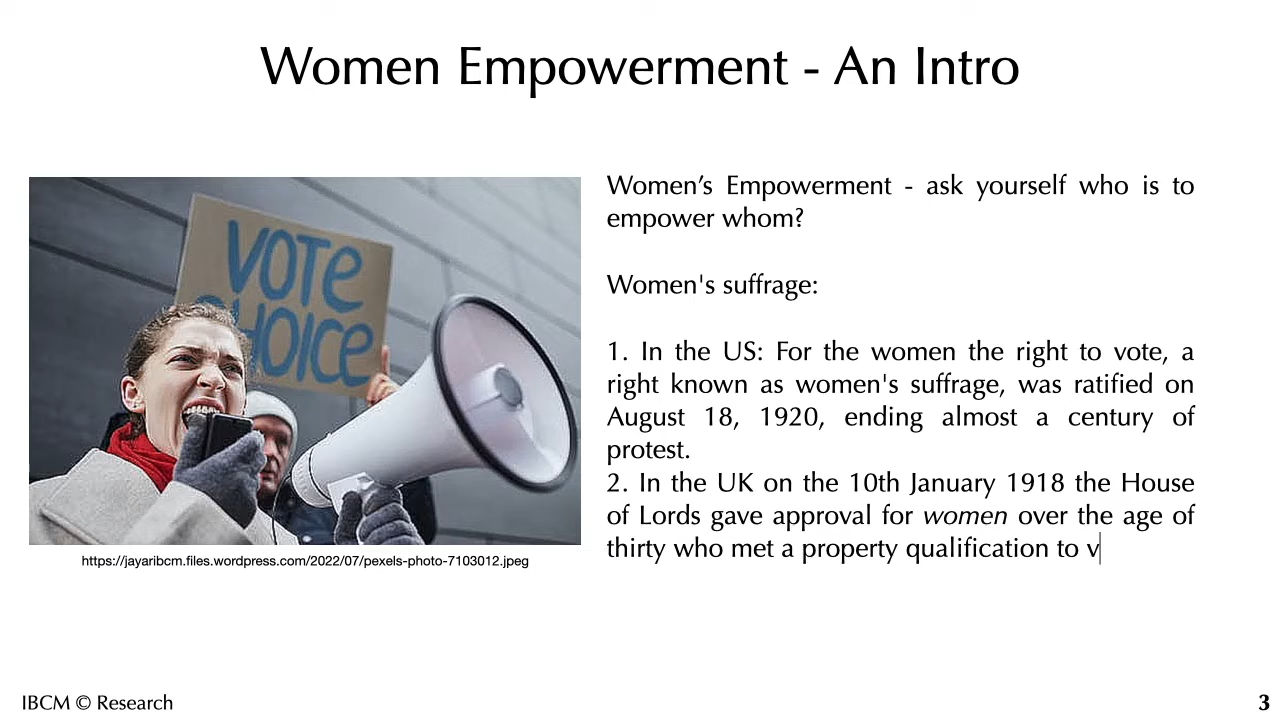 Women Empowerment - An Intro
VOTE
CHOICE
Women’s Empowerment - ask yourself who is to
empower whom?
Women's suffrage:
1. In the US: For the women the right to vote, a
right known as women's suffrage, was ratified on
August 18, 1920, ending almost a century of
protest.
2. In the UK on the 10th January 1918 the House
of Lords gave approval for women over the age of
thirty who met a property qualification to v
https://jayaribcm.files.wordpress.com/2022/07/pexels-photo-7103012.jpeg
IBCM © Research
3